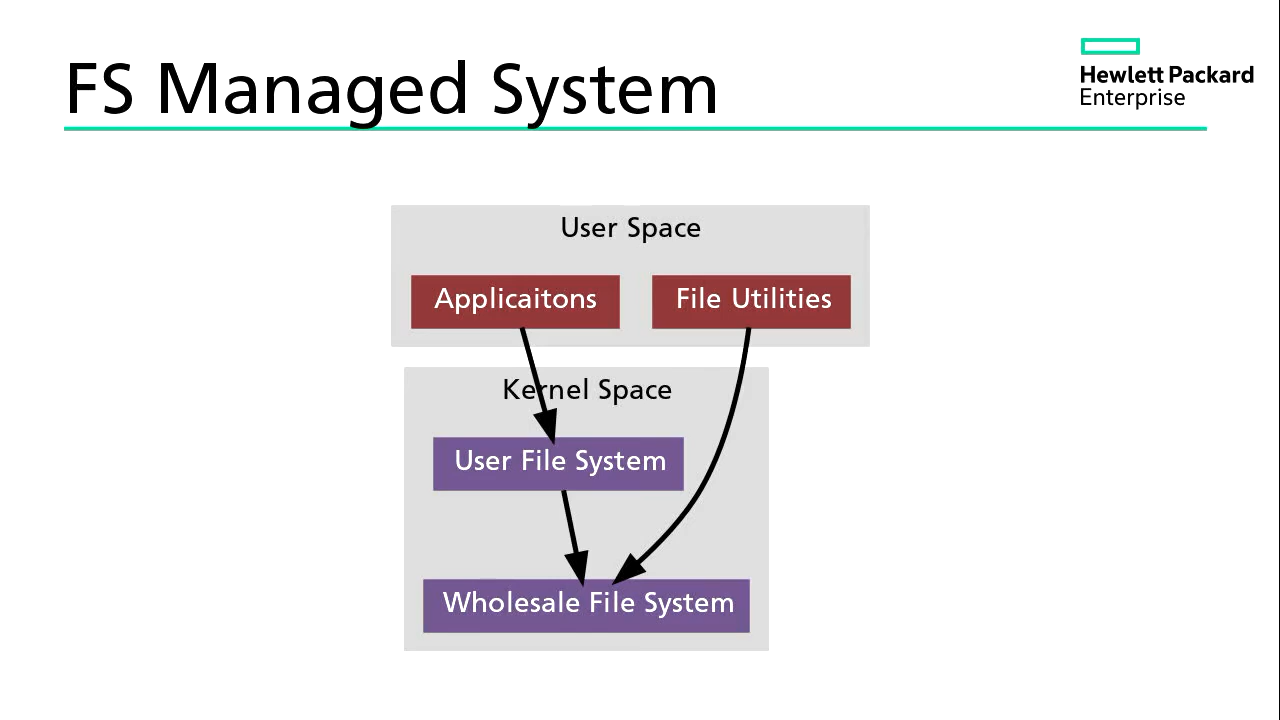 FS Managed System
Hewlett Packard
Enterprise
User Space
Applicaitons
File Utilities
Kernel Space
User File System
Wholesale File System